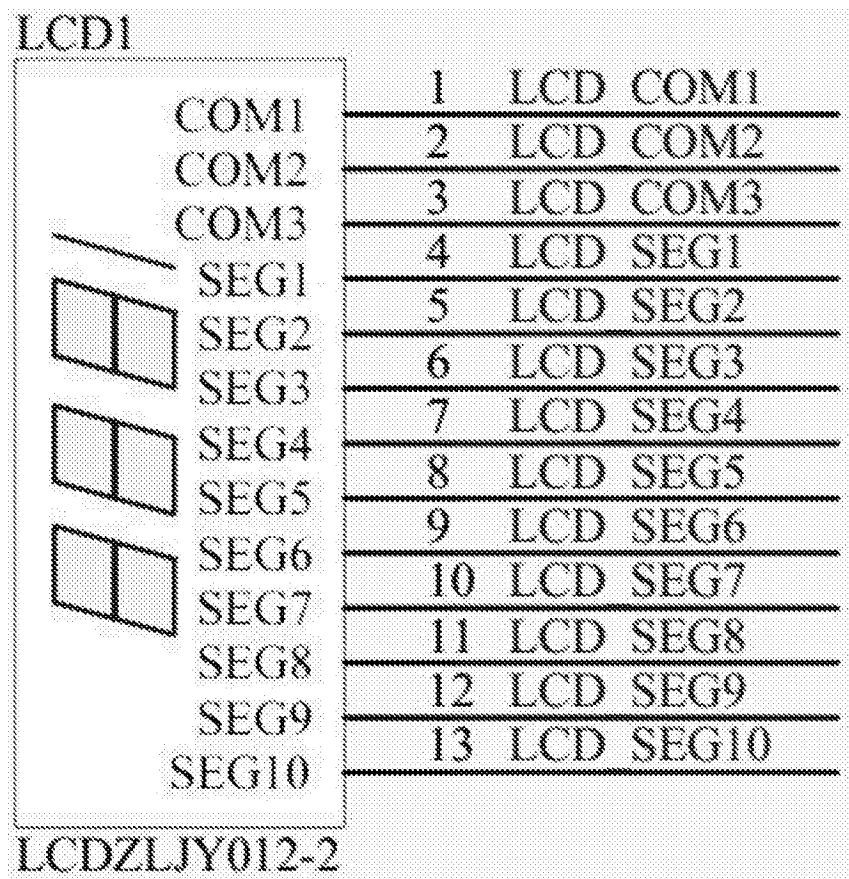 LCD1
COM1 1 LCD COM1
COM2 2 LCD COM2
COM3 3 LCD COM3
SEG1 4 LCD SEG1
SEG2 5 LCD SEG2
SEG3 6 LCD SEG3
SEG4 7 LCD SEG4
SEG5 8 LCD SEG5
SEG6 9 LCD SEG6
SEG7 10 LCD SEG7
SEG8 11 LCD SEG8
SEG9 12 LCD SEG9
SEG10 13 LCD SEG10
LCDZLJY012-2